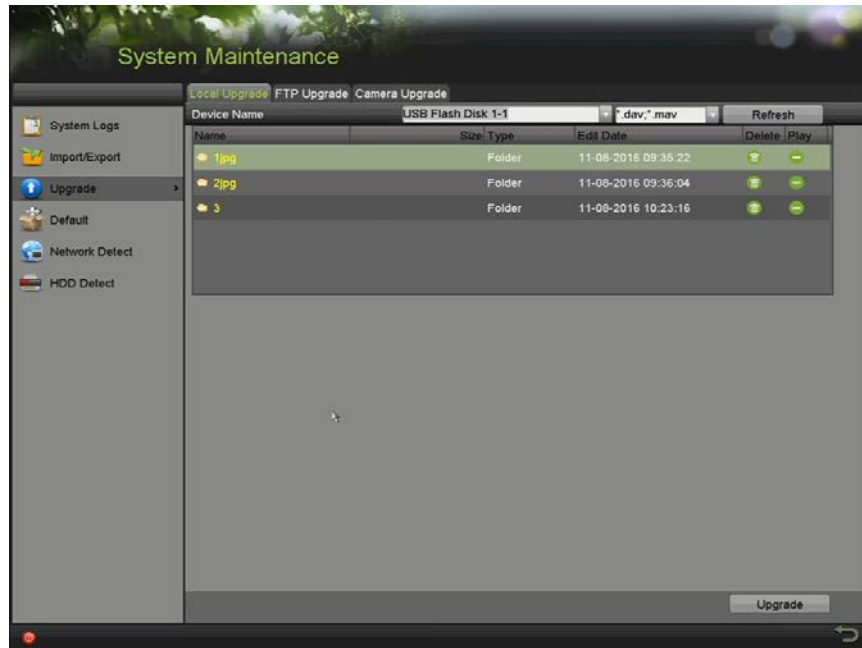 System Maintenance
Local Upgrade FTP Upgrade Camera Upgrade
Device Name USB Flash Disk 1-1 *.dav;*.mav Refresh
Name Size Type Edit Date Delete Play
1jpg Folder 11-08-2016 09:35:22
2jpg Folder 11-08-2016 09:36:04
3 Folder 11-08-2016 10:23:16
System Logs
Import/Export
Upgrade
Default
Network Detect
HDD Detect
Upgrade